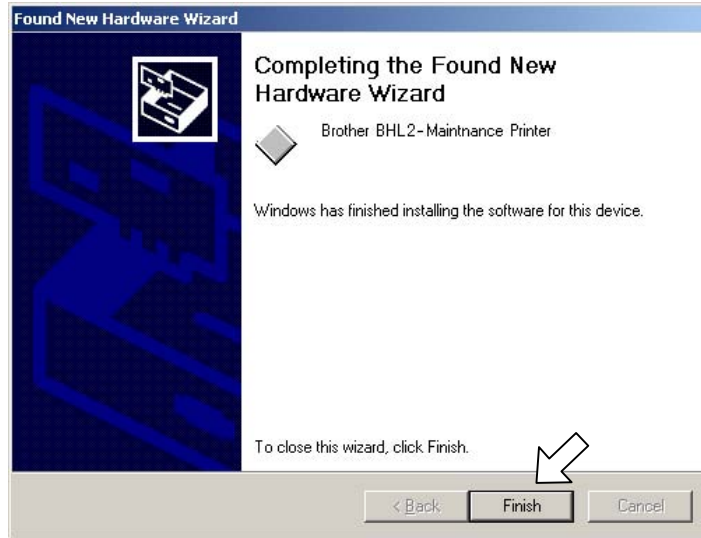 Found New Hardware Wizard
Completing the Found New
Hardware Wizard
Brother BHL2-Maintnance Printer
Windows has finished installing the software for this device.
To close this wizard, click Finish.
< Back
Finish
Cancel